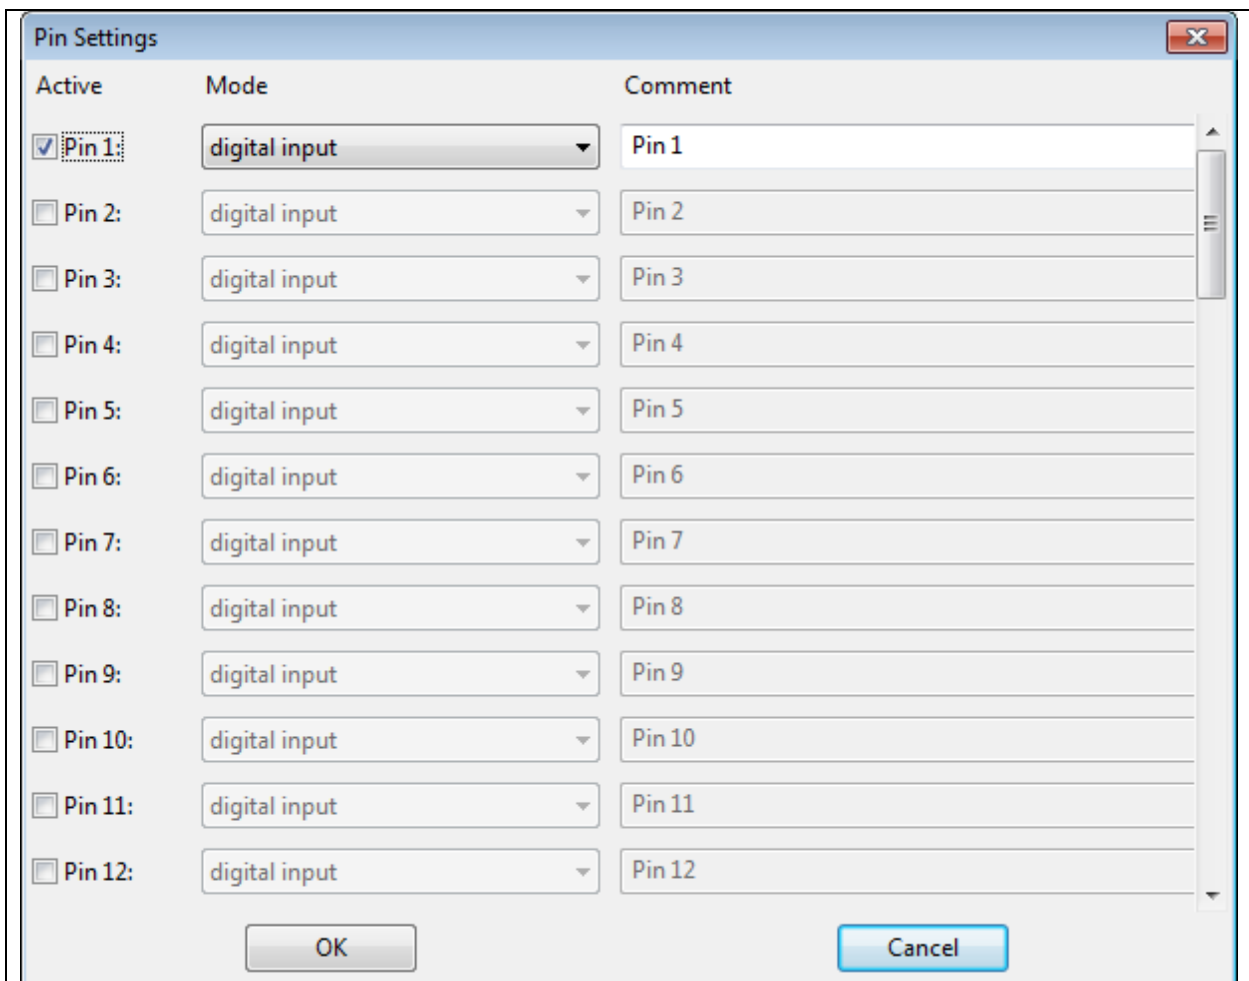 Pin Settings
Active Mode Comment
Pin 1: digital input Pin 1
Pin 2: digital input Pin 2
Pin 3: digital input Pin 3
Pin 4: digital input Pin 4
Pin 5: digital input Pin 5
Pin 6: digital input Pin 6
Pin 7: digital input Pin 7
Pin 8: digital input Pin 8
Pin 9: digital input Pin 9
Pin 10: digital input Pin 10
Pin 11: digital input Pin 11
Pin 12: digital input Pin 12
OK Cancel